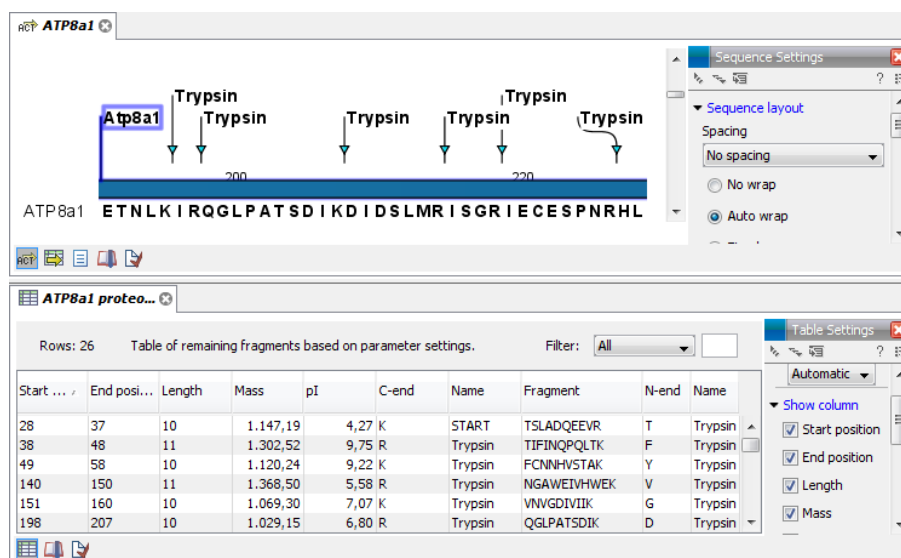 ATP8a1
Sequence Settings
Trypsin
Trypsin
Atp8a1
Trypsin
Trypsin
Trypsin
Trypsin
Sequence layout
Spacing
No spacing
200
220
No wrap
ATP8a1
ETNLKIRQGLPATSDIKDIDSLMRISGRIECESPNRHL
Auto wrap
ATP8a1 proteo...
Table Settings
Rows: 26 Table of remaining fragments based on parameter settings. Filter: All
Automatic
Show column
Start ... End posi... Length Mass pI C-end Name Fragment N-end Name
28 37 10 1.147,19 4,27 K START TSLADQEEVR T Trypsin
38 48 11 1.302,52 9,75 R Trypsin TIFINQPQLTK F Trypsin
49 58 10 1.120,24 9,22 K Trypsin FCNNHVSTAK Y Trypsin
140 150 11 1.368,50 5,58 R Trypsin NGAWEIVHWEK V Trypsin
151 160 10 1.069,30 7,07 K Trypsin VNVGDIVIIK G Trypsin
198 207 10 1.029,15 6,80 R Trypsin QGLPATSDIK D Trypsin
Start position
End position
Length
Mass